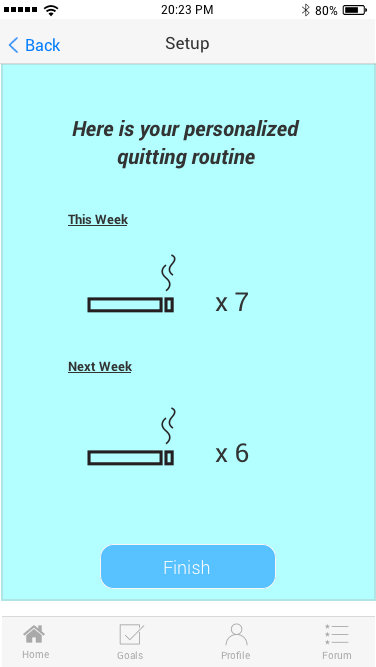 20:23 PM
80%
Back
Setup
Here is your personalized
quitting routine
This Week
x 7
Next Week
x 6
Finish
Home
Goals
Profile
Forum